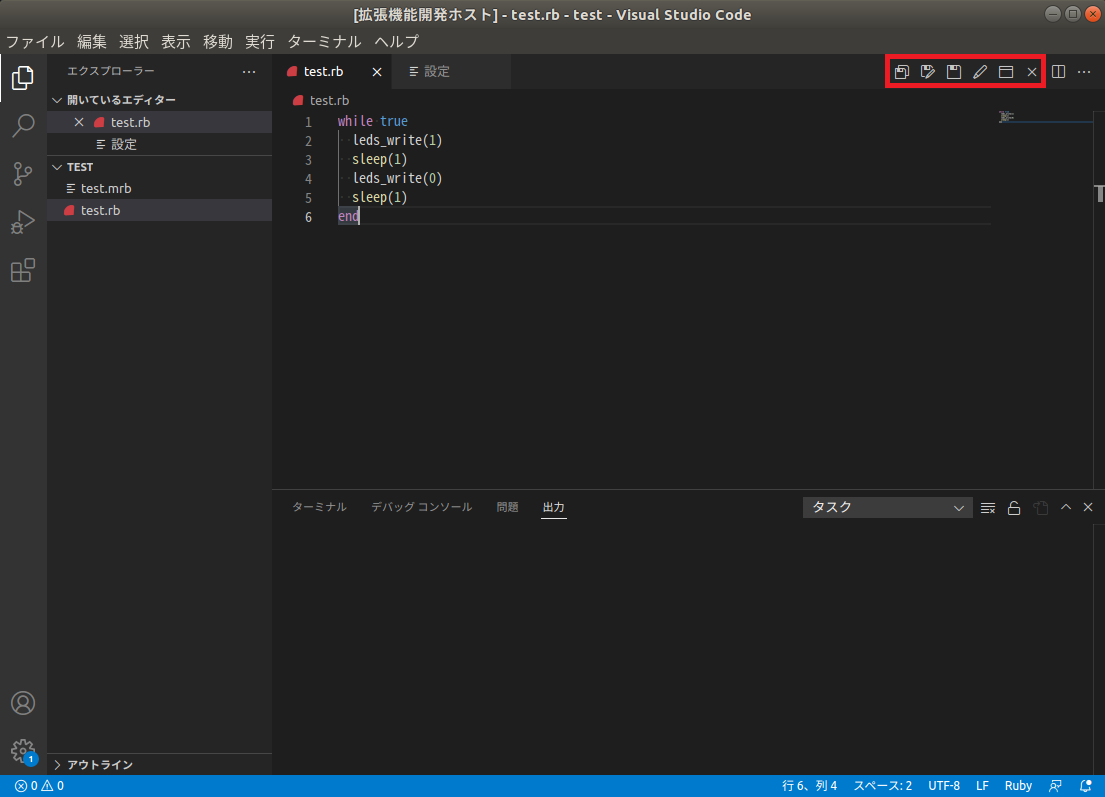 [拡張機能開発ホスト] - test.rb - test - Visual Studio Code
ファイル 編集 選択 表示 移動 実行 ターミナル ヘルプ
エクスプローラー
開いているエディター
test.rb
設定
TEST
test.mrb
test.rb
アウトライン
test.rb
設定
test.rb
1 while true
2 leds_write(1)
3 sleep(1)
4 leds_write(0)
5 sleep(1)
6 end
ターミナル デバッグ コンソール 問題 出力 タスク
1
0 0 行 6、列 4 スペース: 2 UTF-8 LF Ruby